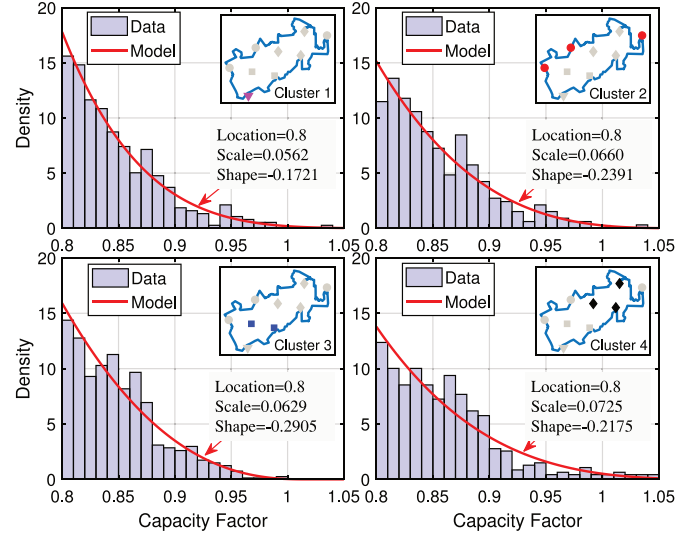 20
15
10
5
0
Density
Data
Model
Cluster 1
Location=0.8
Scale=0.0562
Shape=-0.1721
0.8 0.85 0.9 0.95 1 1.05
20
15
10
5
0
Data
Model
Cluster 2
Location=0.8
Scale=0.0660
Shape=-0.2391
0.8 0.85 0.9 0.95 1 1.05
20
15
10
5
0
Density
Data
Model
Cluster 3
Location=0.8
Scale=0.0629
Shape=-0.2905
0.8 0.85 0.9 0.95 1 1.05
Capacity Factor
20
15
10
5
0
Data
Model
Cluster 4
Location=0.8
Scale=0.0725
Shape=-0.2175
0.8 0.85 0.9 0.95 1 1.05
Capacity Factor